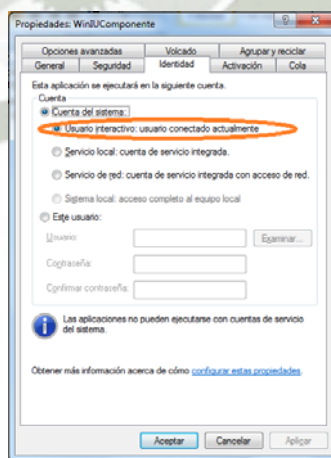 Propiedades: WinIUComponente
Opciones avanzadas Volcado Agrupar y reciclar
General Seguridad Identidad Activación Cola
Esta aplicación se ejecutará en la siguiente cuenta.
Cuenta
Cuenta del sistema:
Usuario interactivo: usuario conectado actualmente
Servicio local: cuenta de servicio integrada.
Servicio de red: cuenta de servicio integrada con acceso de red.
Sistema local: acceso completo al equipo local
Este usuario:
Usuario: Examinar...
Contraseña:
Confirmar contraseña:
Las aplicaciones no pueden ejecutarse con cuentas de servicio
del sistema.
Obtener más información acerca de cómo configurar estas propiedades.
Aceptar Cancelar Aplicar